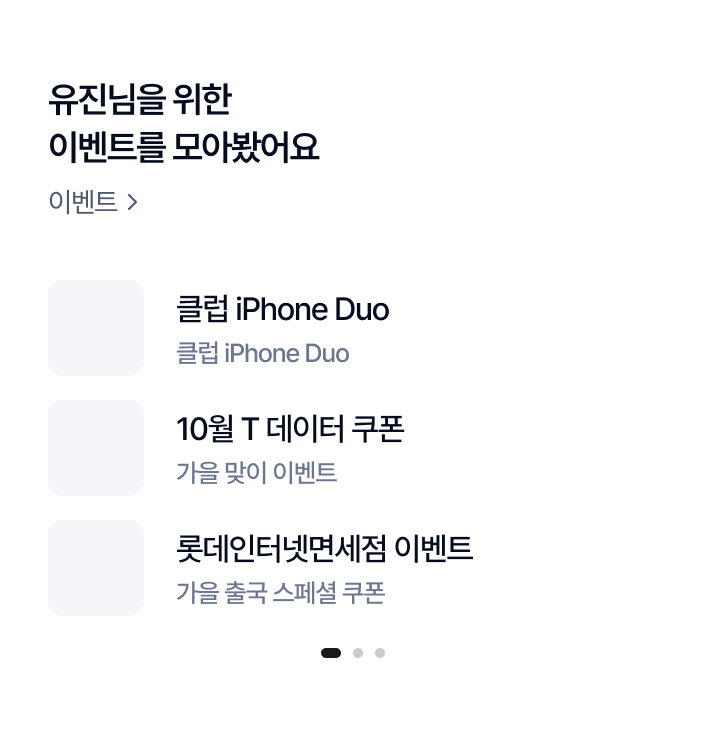 유진님을 위한
이벤트를 모아봤어요
이벤트
클럽 iPhone Duo
클럽 iPhone Duo
10월 T 데이터 쿠폰
가을 맞이 이벤트
롯데인터넷면세점 이벤트
가을 출국 스페셜 쿠폰